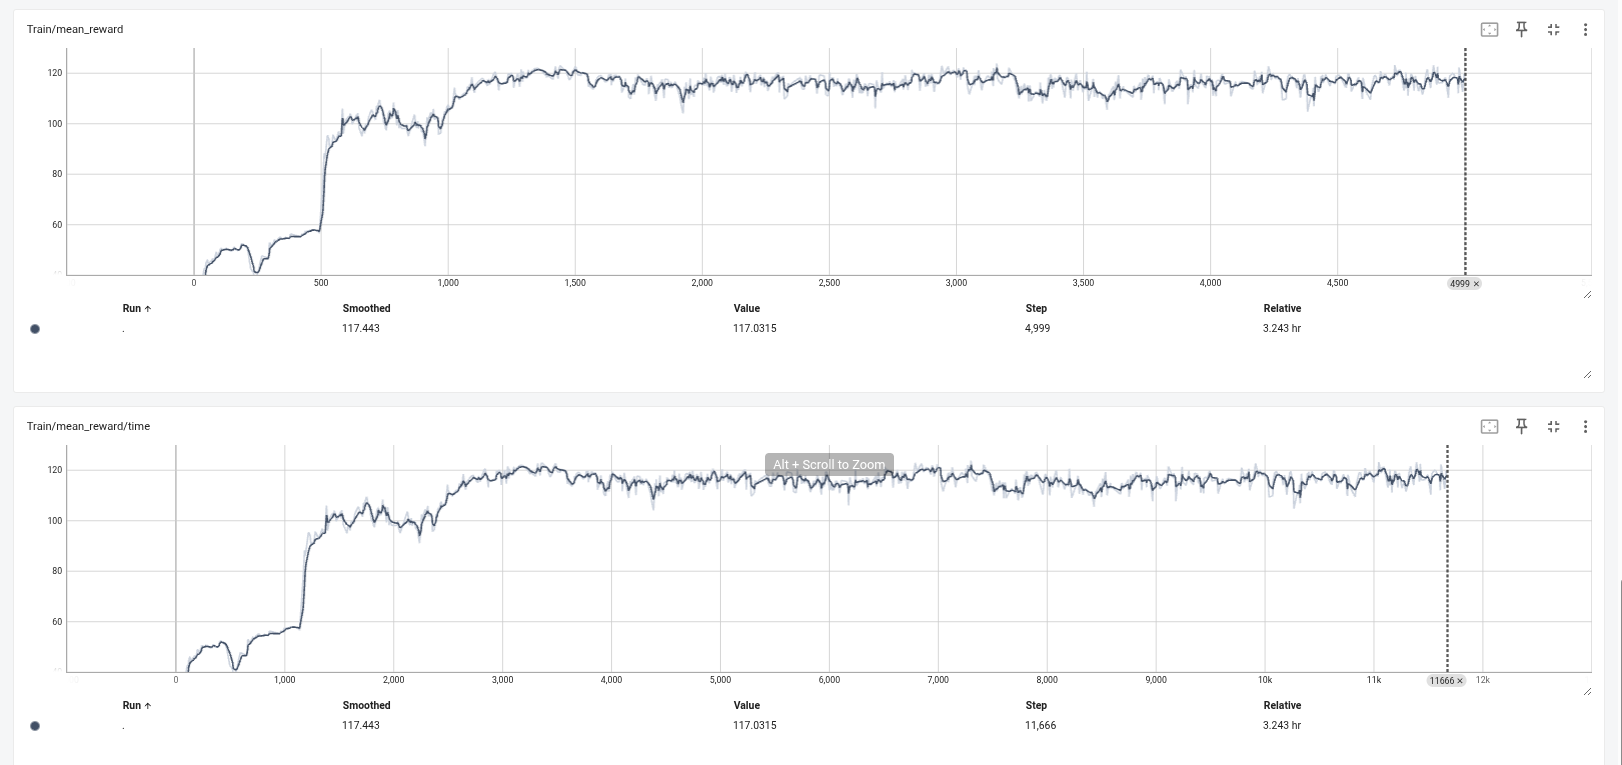 Train/mean_reward
120
100
80
60
0 500 1,000 1,500 2,000 2,500 3,000 3,500 4,000 4,500 4999 ×
Run ↑ Smoothed Value Step Relative
. 117.443 117.0315 4,999 3.243 hr
Train/mean_reward/time
Alt + Scroll to Zoom
120
100
80
60
0 1,000 2,000 3,000 4,000 5,000 6,000 7,000 8,000 9,000 10k 11k 11666 × 12k
Run ↑ Smoothed Value Step Relative
. 117.443 117.0315 11,666 3.243 hr